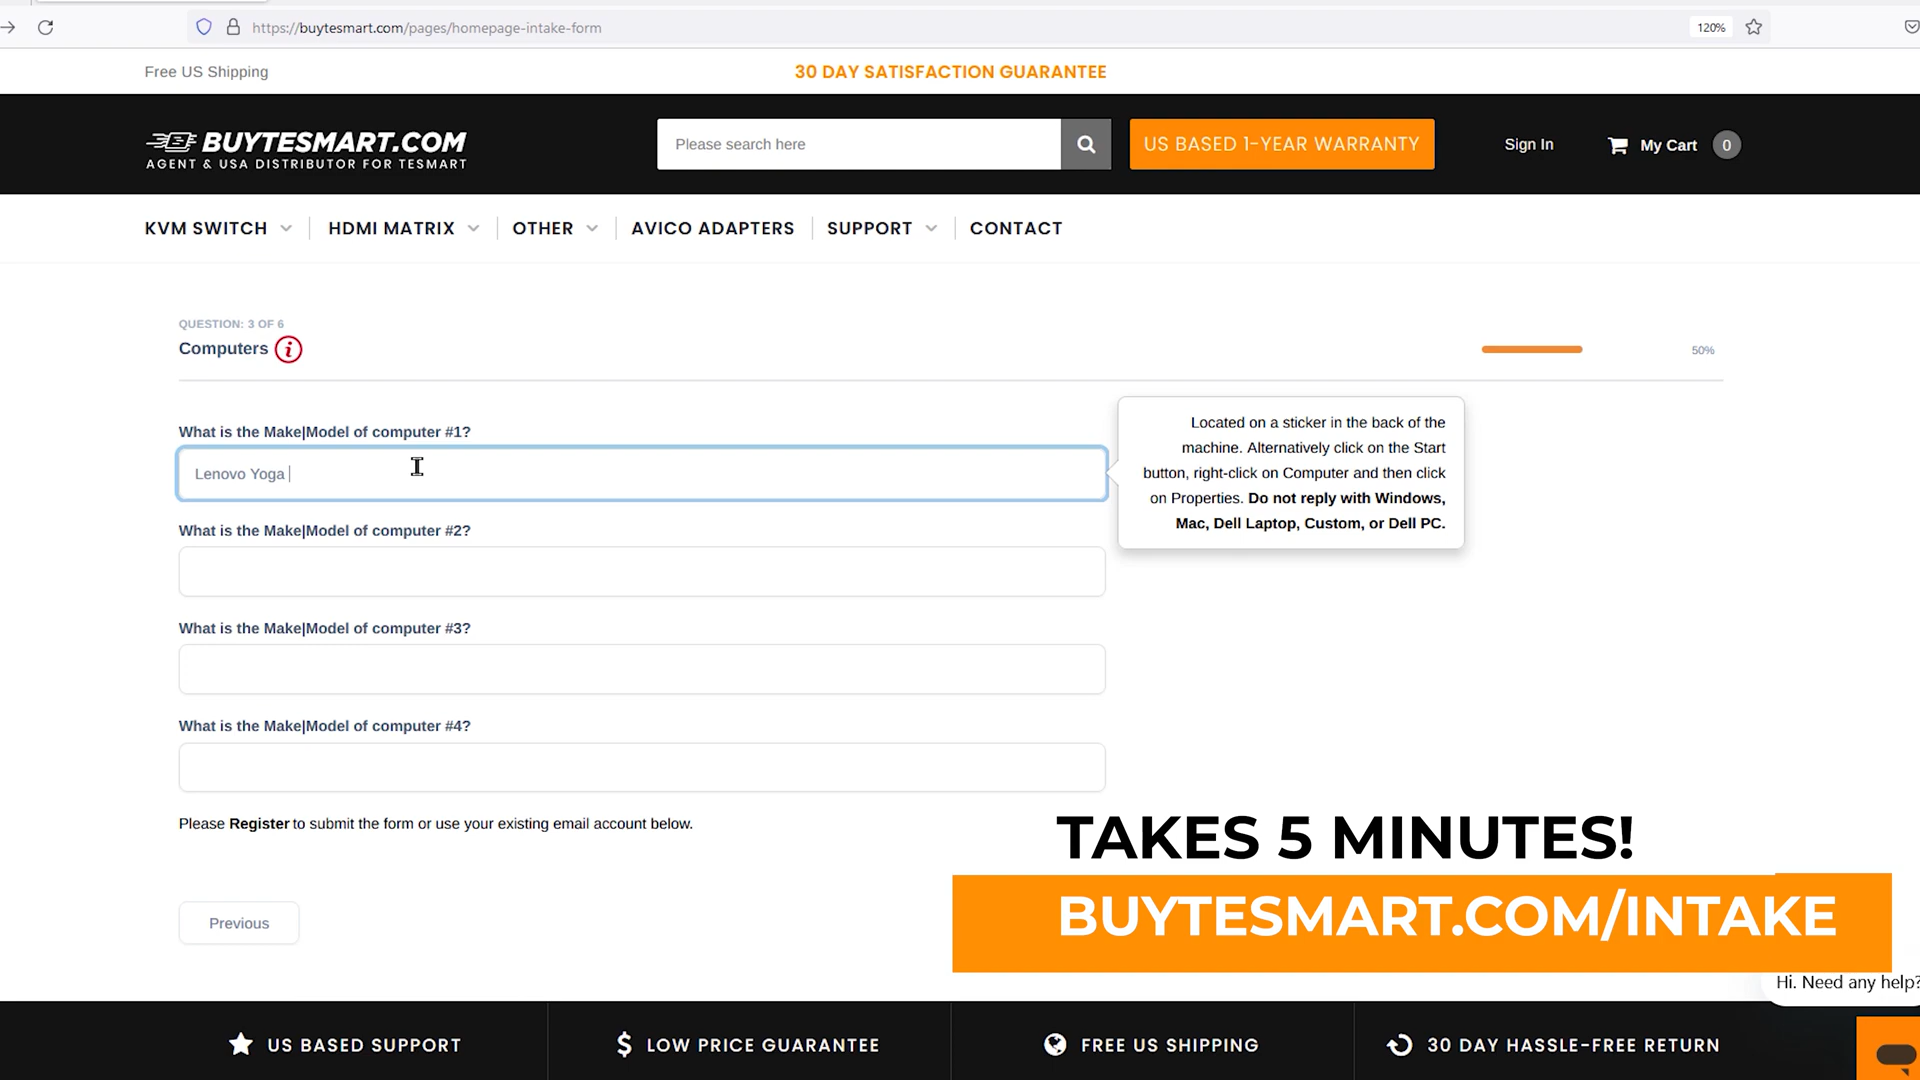 https://buytesmart.com/pages/homepage-intake-form
120%
Free US Shipping
30 DAY SATISFACTION GUARANTEE
BUYTESMART.COM
AGENT & USA DISTRIBUTOR FOR TESMART
Please search here
US BASED 1-YEAR WARRANTY
Sign In
My Cart
0
KVM SWITCH
HDMI MATRIX
OTHER
AVICO ADAPTERS
SUPPORT
CONTACT
QUESTION: 3 OF 6
Computers
i
50%
What is the Make|Model of computer #1?
Lenovo Yoga
Located on a sticker in the back of the
machine. Alternatively click on the Start
button, right-click on Computer and then click
on Properties. Do not reply with Windows,
Mac, Dell Laptop, Custom, or Dell PC.
What is the Make|Model of computer #2?
What is the Make|Model of computer #3?
What is the Make|Model of computer #4?
Please Register to submit the form or use your existing email account below.
TAKES 5 MINUTES!
BUYTESMART.COM/INTAKE
Previous
Hi. Need any help?
US BASED SUPPORT
$ LOW PRICE GUARANTEE
FREE US SHIPPING
30 DAY HASSLE-FREE RETURN